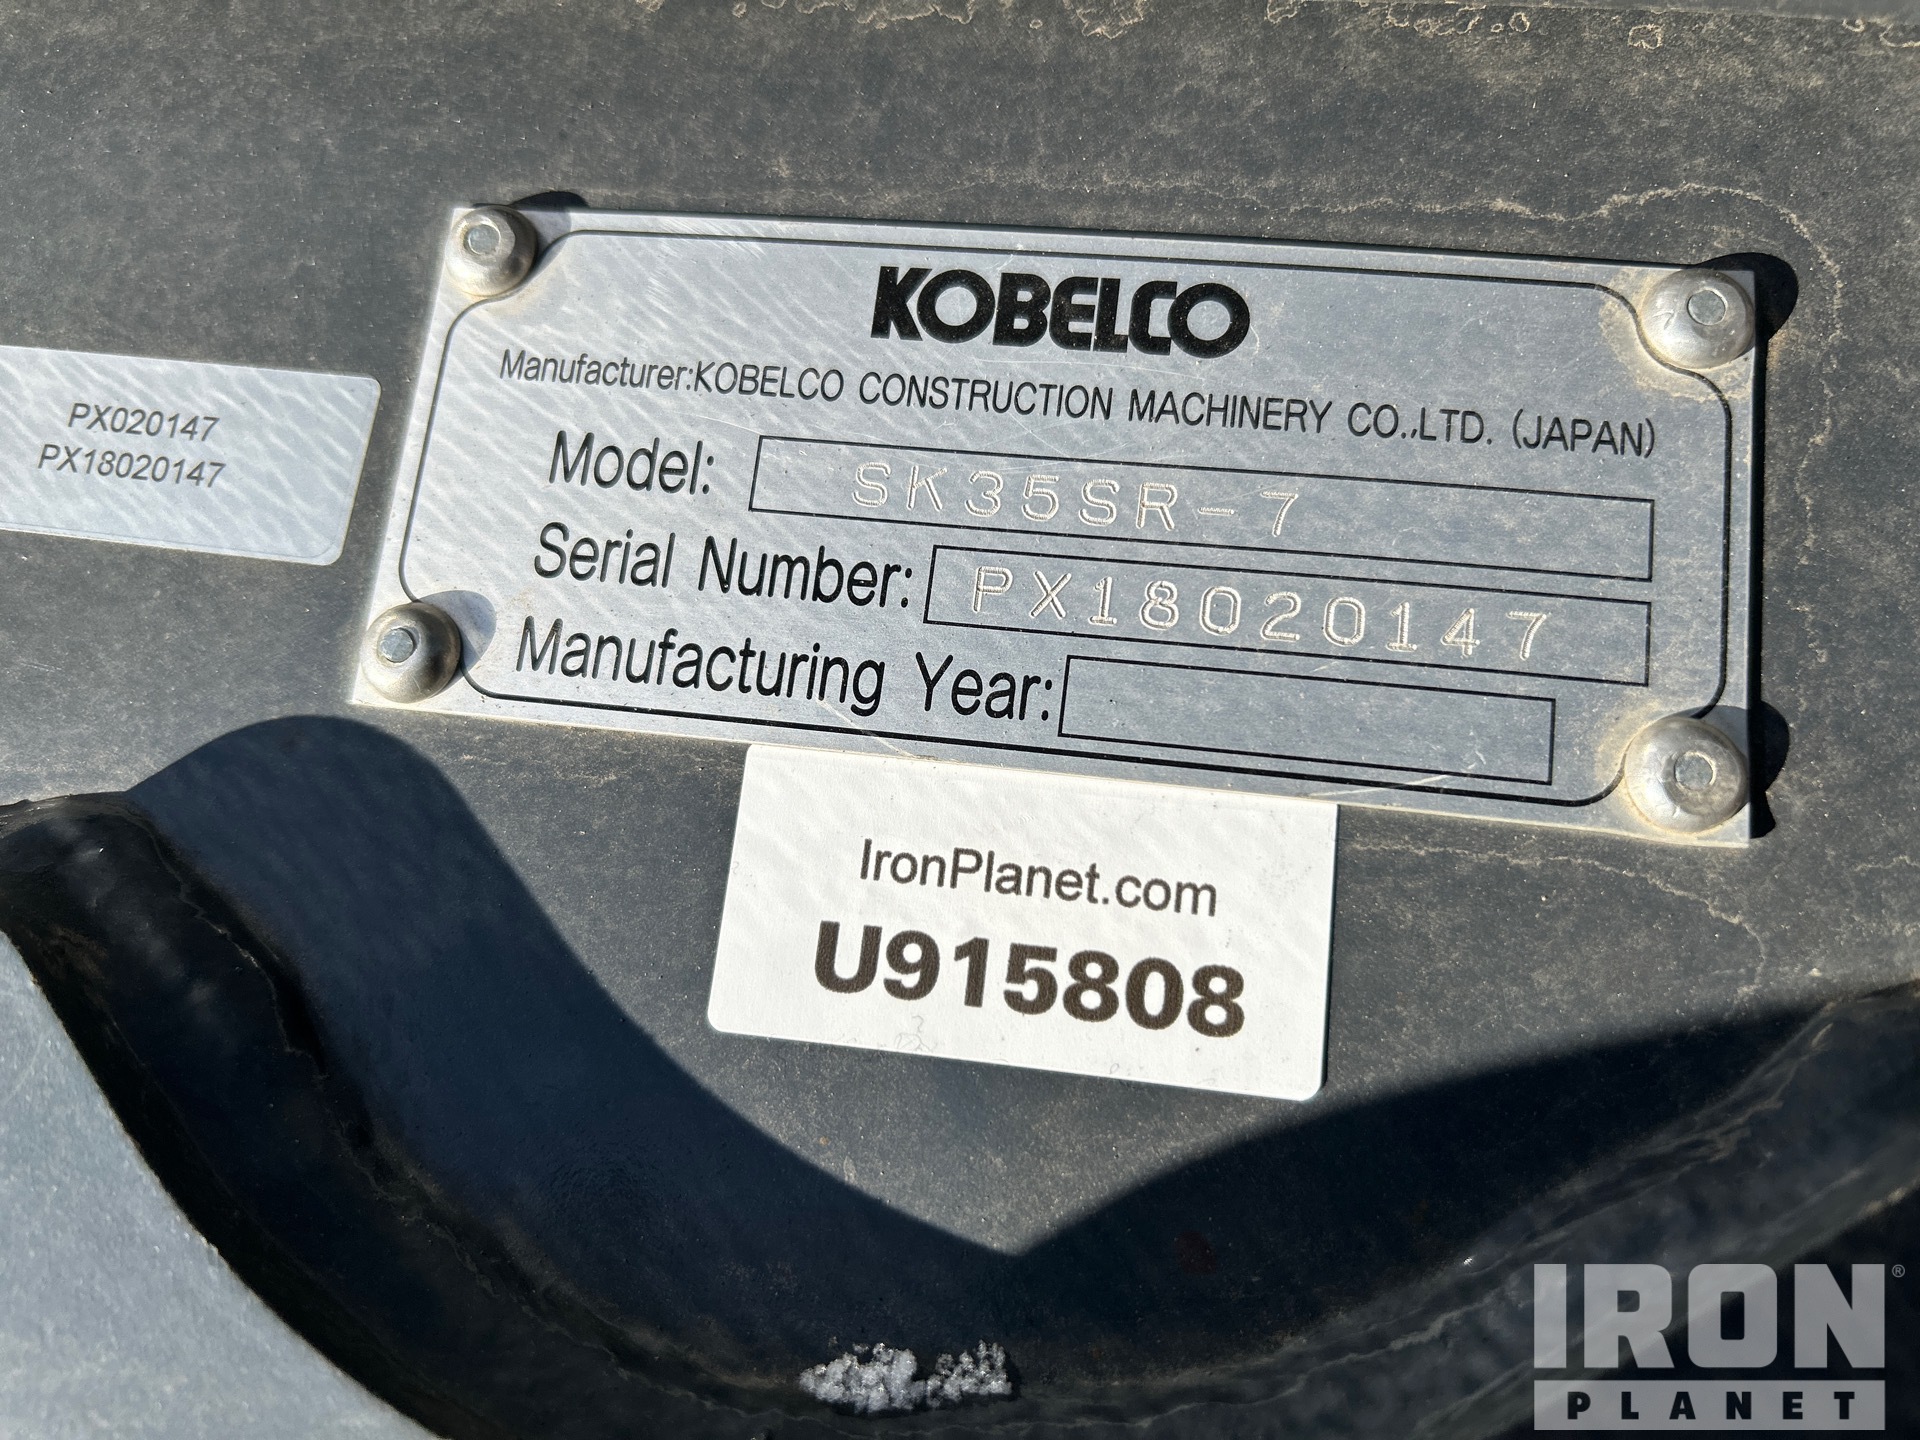 KOBELCO
Manufacturer:KOBELCO CONSTRUCTION MACHINERY CO.,LTD. (JAPAN)
Model: SK35SR-7
Serial Number: PX18020147
Manufacturing Year:
PX020147
PX18020147
IronPlanet.com
U915808
IRON®
PLANET